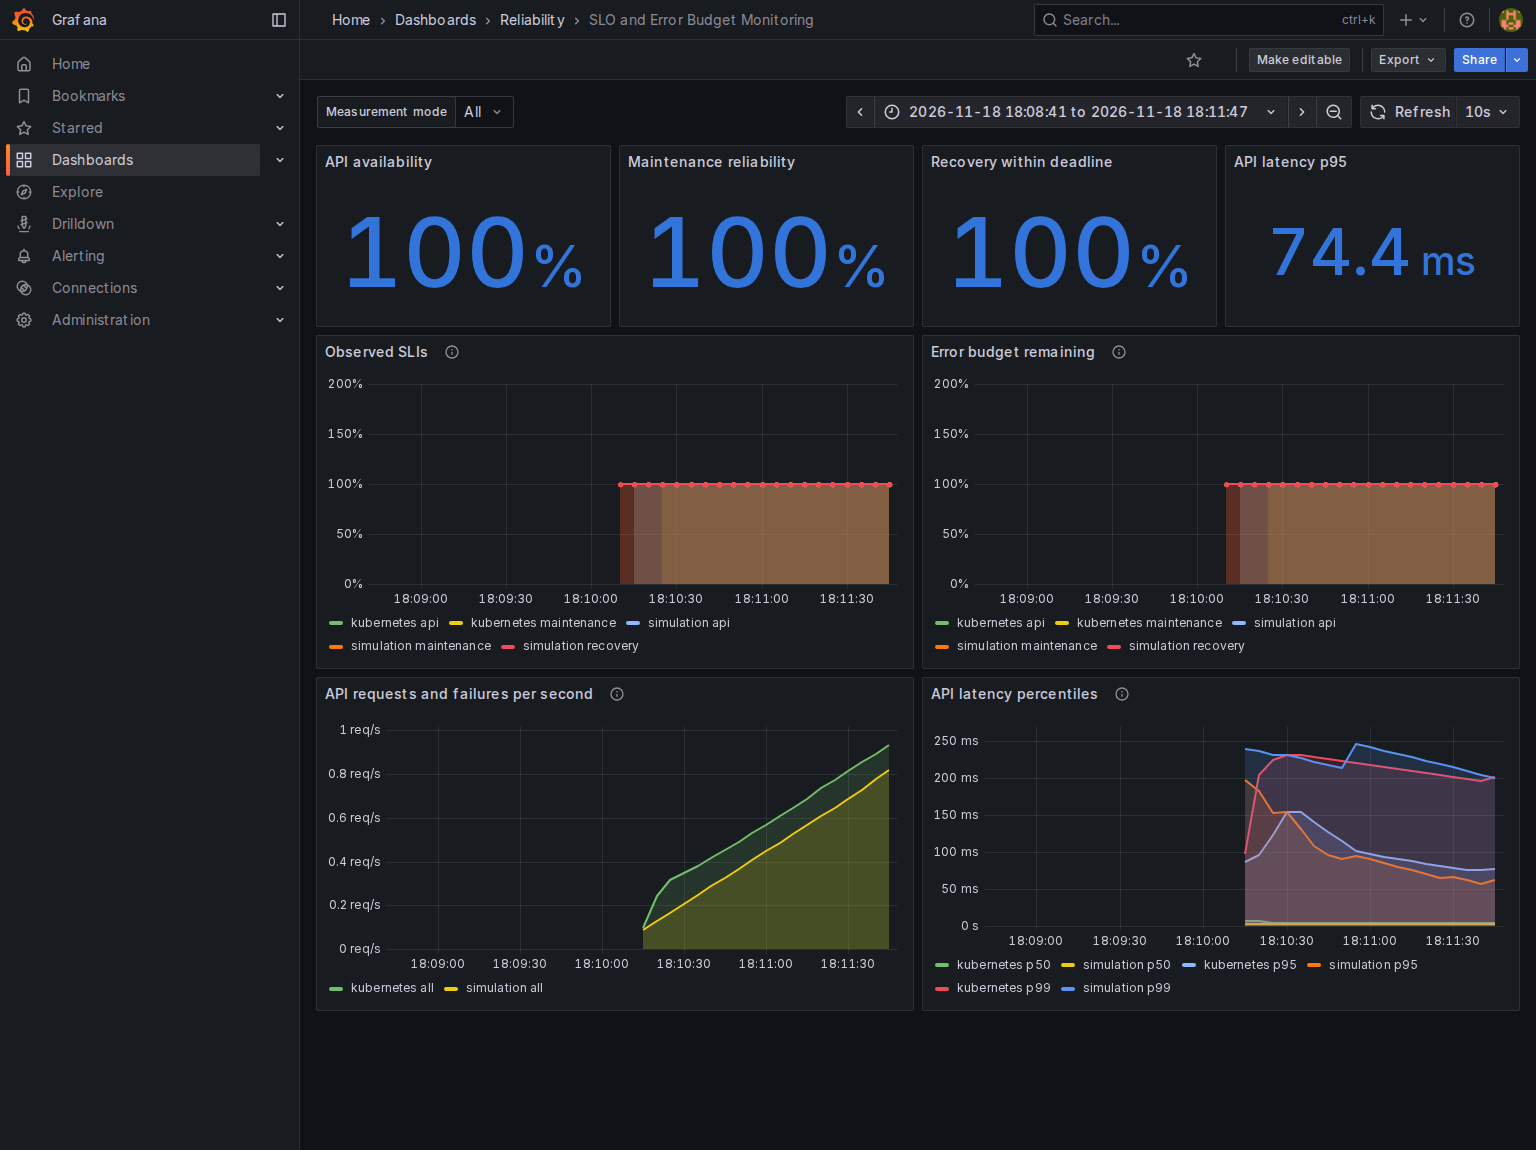 Grafana
Home
Bookmarks
Starred
Dashboards
Explore
Drilldown
Alerting
Connections
Administration
Home › Dashboards › Reliability › SLO and Error Budget Monitoring
Search... ctrl+k
Make editable Export Share
Measurement mode All
2026-11-18 18:08:41 to 2026-11-18 18:11:47 Refresh 10s
API availability
100%
Maintenance reliability
100%
Recovery within deadline
100%
API latency p95
74.4 ms
Observed SLIs
200%
150%
100%
50%
0%
18:09:00 18:09:30 18:10:00 18:10:30 18:11:00 18:11:30
kubernetes api kubernetes maintenance simulation api
simulation maintenance simulation recovery
Error budget remaining
200%
150%
100%
50%
0%
18:09:00 18:09:30 18:10:00 18:10:30 18:11:00 18:11:30
kubernetes api kubernetes maintenance simulation api
simulation maintenance simulation recovery
API requests and failures per second
1 req/s
0.8 req/s
0.6 req/s
0.4 req/s
0.2 req/s
0 req/s
18:09:00 18:09:30 18:10:00 18:10:30 18:11:00 18:11:30
kubernetes all simulation all
API latency percentiles
250 ms
200 ms
150 ms
100 ms
50 ms
0 s
18:09:00 18:09:30 18:10:00 18:10:30 18:11:00 18:11:30
kubernetes p50 simulation p50 kubernetes p95 simulation p95
kubernetes p99 simulation p99